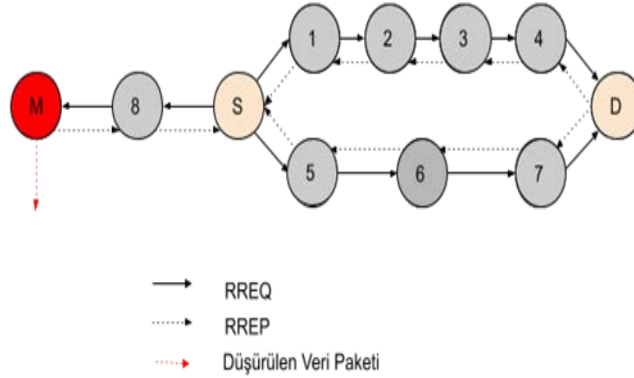 1 2 3 4
M 8 S D
5 6 7
RREQ
RREP
Düşürülen Veri Paketi